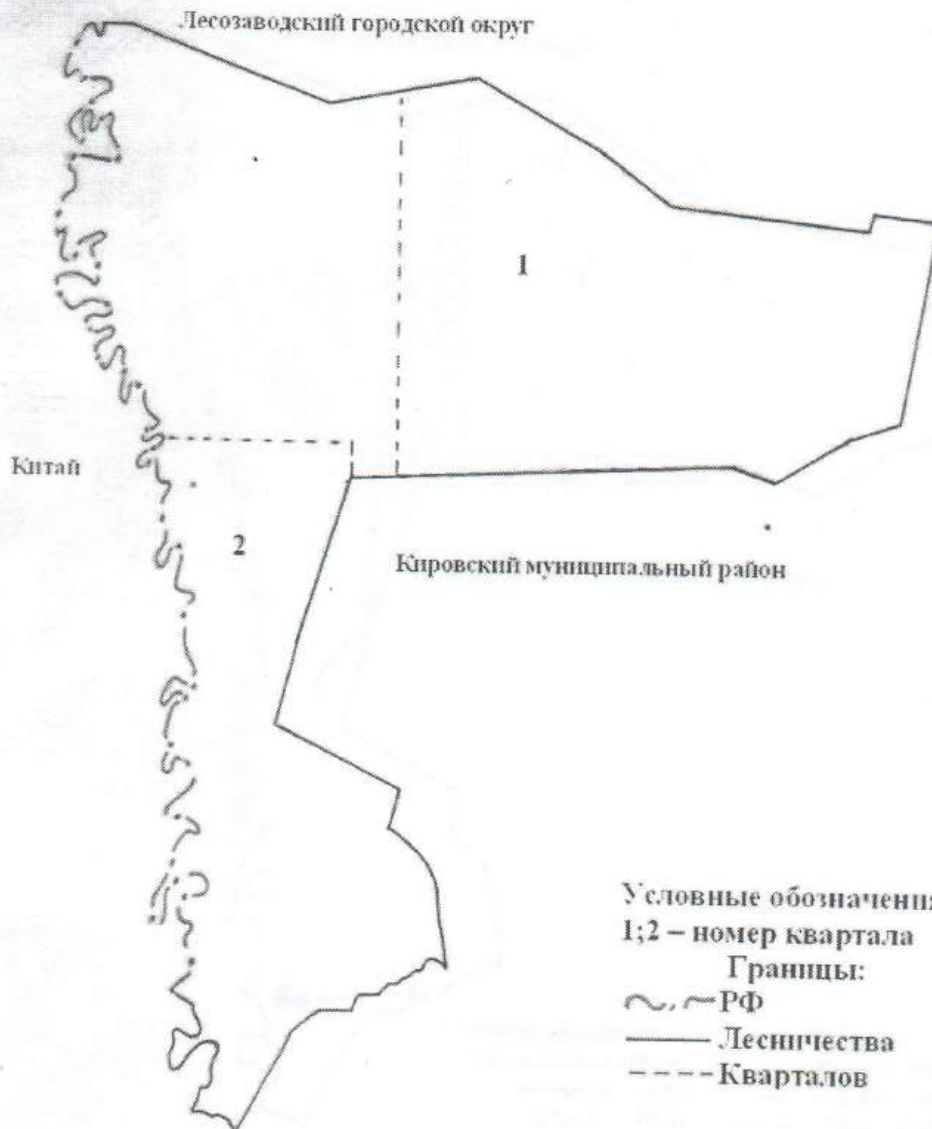 Лесозаводский городской округ
1
Китай
2
Кировский муниципальный район
Условные обозначения
1;2 – номер квартала
Границы:
РФ
Лесничества
Кварталов